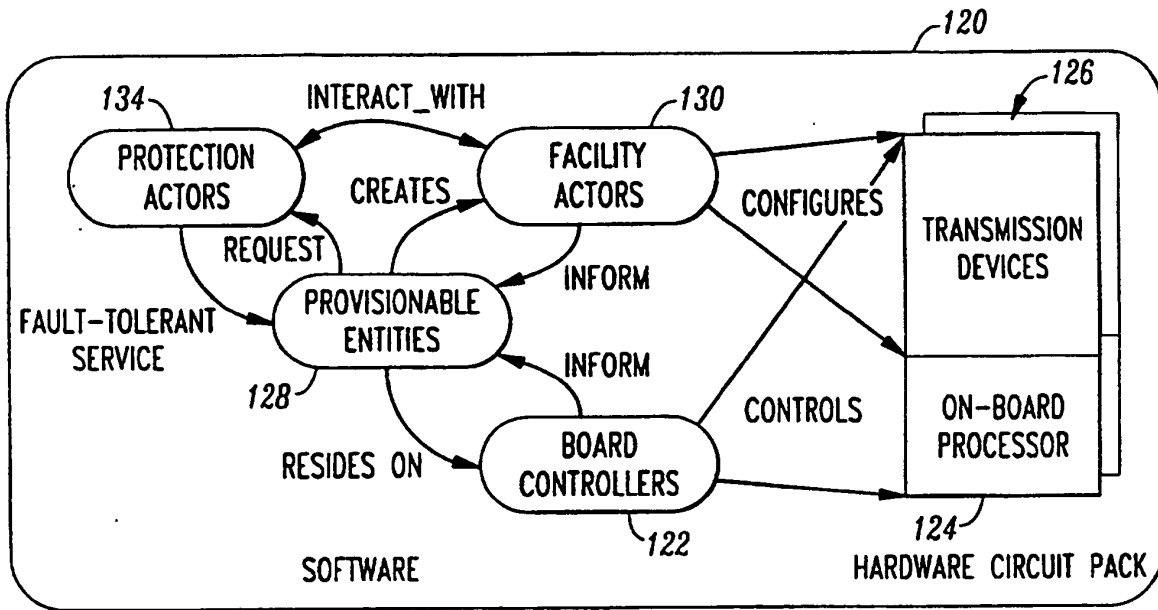 120
126
134
INTERACT_WITH
130
PROTECTION
ACTORS
FACILITY
ACTORS
CREATES
CONFIGURES
TRANSMISSION
DEVICES
REQUEST
INFORM
PROVISIONABLE
ENTITIES
FAULT-TOLERANT
SERVICE
INFORM
128
CONTROLS
ON-BOARD
PROCESSOR
RESIDES ON
BOARD
CONTROLLERS
122
124
SOFTWARE
HARDWARE CIRCUIT PACK